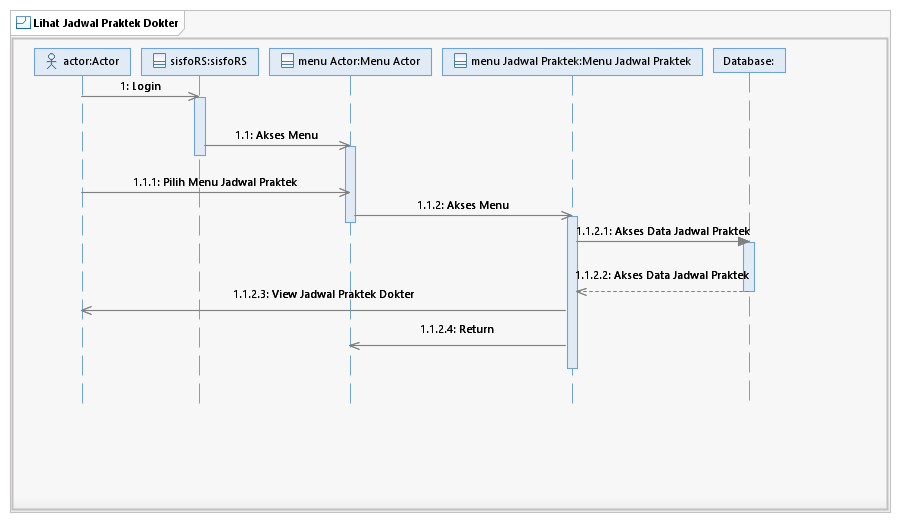 Lihat Jadwal Praktek Dokter
actor:Actor
sisfoRS:sisfoRS
menu Actor:Menu Actor
menu Jadwal Praktek:Menu Jadwal Praktek
Database:
1: Login
1.1: Akses Menu
1.1.1: Pilih Menu Jadwal Praktek
1.1.2: Akses Menu
1.1.2.1: Akses Data Jadwal Praktek
1.1.2.2: Akses Data Jadwal Praktek
1.1.2.3: View Jadwal Praktek Dokter
1.1.2.4: Return